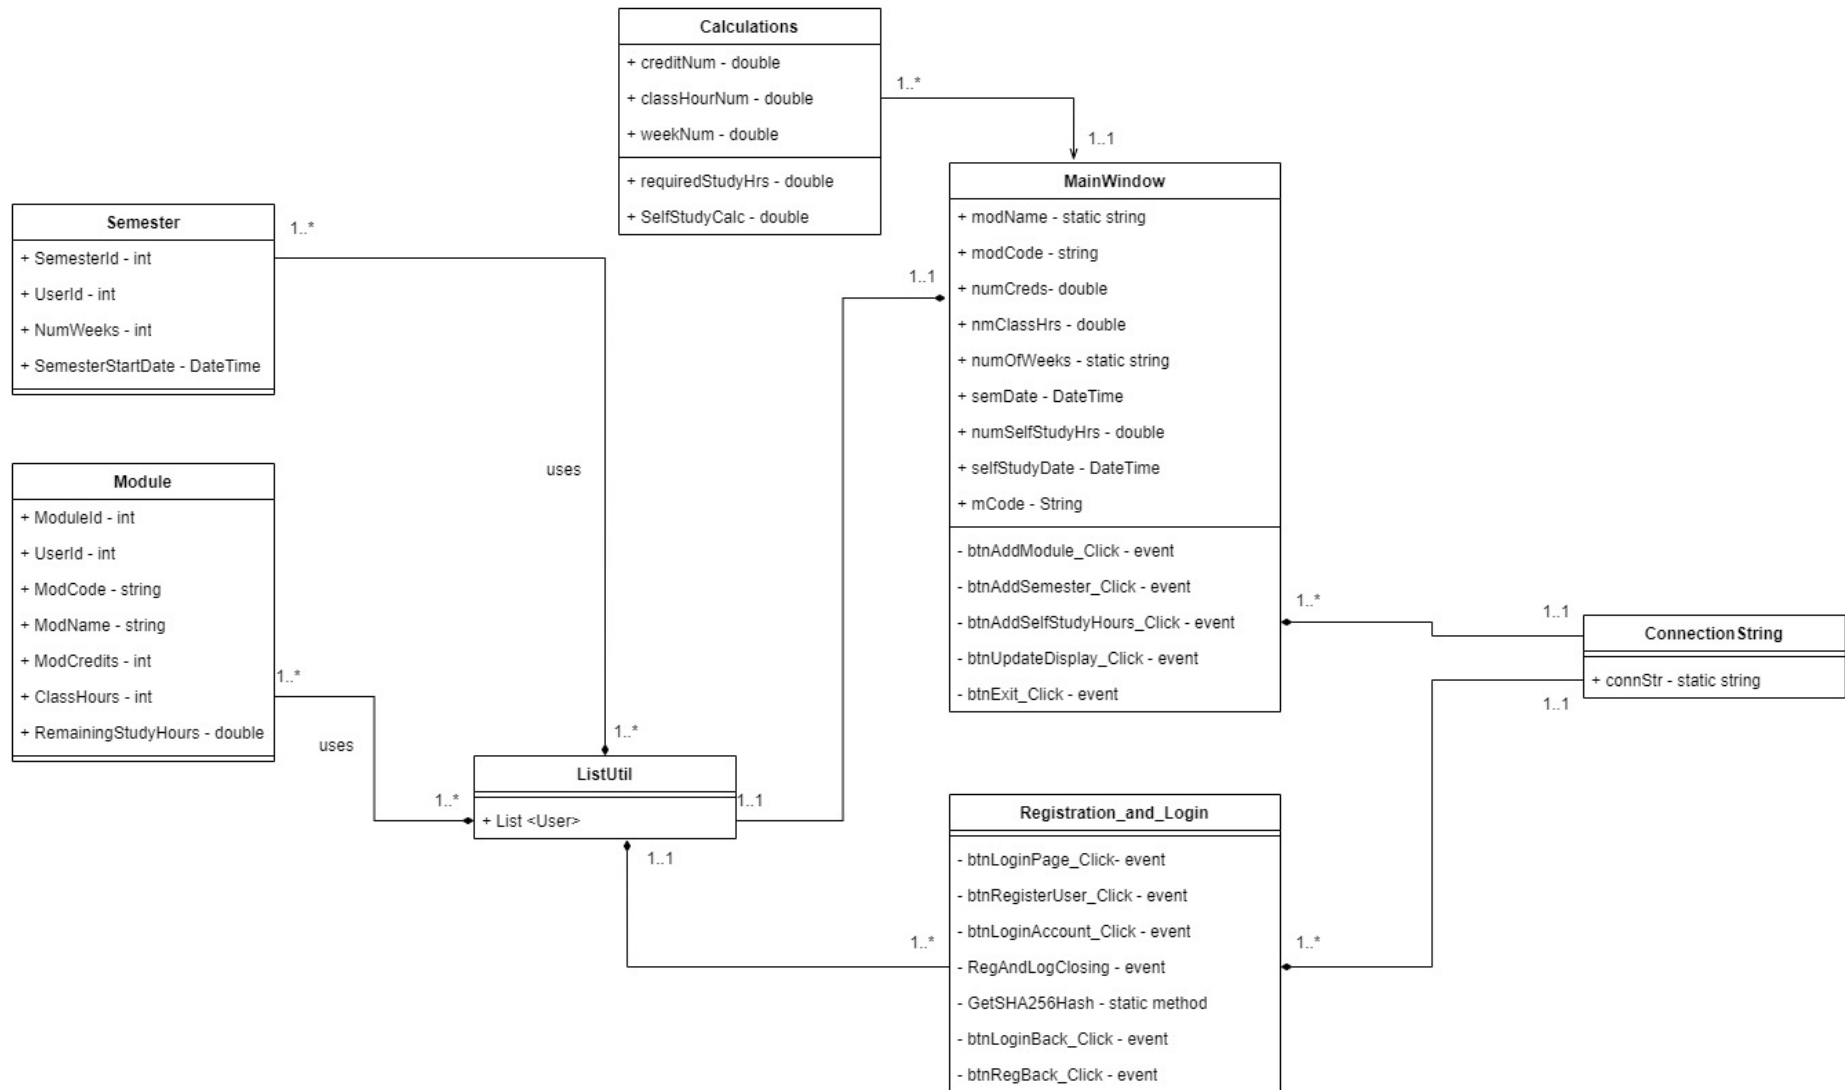 Calculations
+ creditNum - double
+ classHourNum - double
+ weekNum - double
+ requiredStudyHrs - double
+ SelfStudyCalc - double
1..*
1..1
Semester
+ SemesterId - int
+ UserId - int
+ NumWeeks - int
+ SemesterStartDate - DateTime
1..*
uses
1..*
Module
+ ModuleId - int
+ UserId - int
+ ModCode - string
+ ModName - string
+ ModCredits - int
+ ClassHours - int
+ RemainingStudyHours - double
1..*
uses
1..*
ListUtil
+ List <User>
1..1
1..1
1..1
1..*
MainWindow
+ modName - static string
+ modCode - string
+ numCreds- double
+ nmClassHrs - double
+ numOfWeeks - static string
+ semDate - DateTime
+ numSelfStudyHrs - double
+ selfStudyDate - DateTime
+ mCode - String
- btnAddModule_Click - event
- btnAddSemester_Click - event
- btnAddSelfStudyHours_Click - event
- btnUpdateDisplay_Click - event
- btnExit_Click - event
1..*
1..1
ConnectionString
+ connStr - static string
1..1
1..*
Registration_and_Login
- btnLoginPage_Click- event
- btnRegisterUser_Click - event
- btnLoginAccount_Click - event
- RegAndLogClosing - event
- GetSHA256Hash - static method
- btnLoginBack_Click - event
- btnRegBack_Click - event